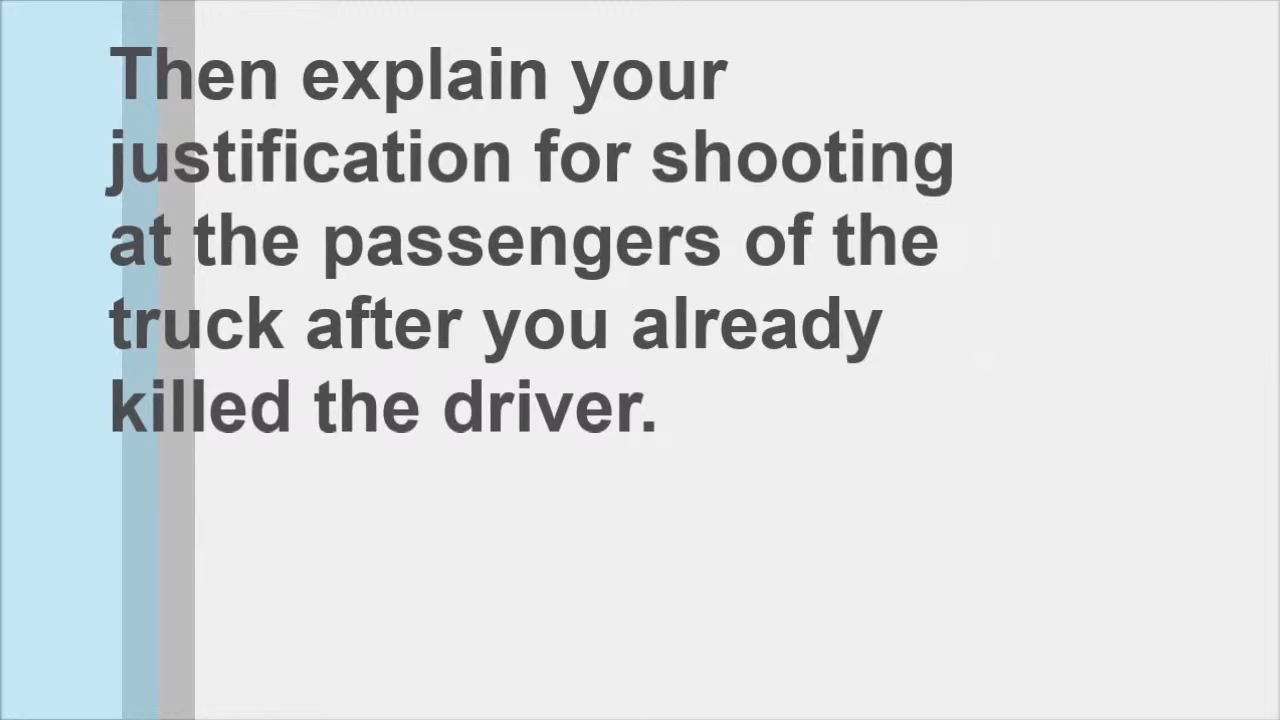 Then explain your
justification for shooting
at the passengers of the
truck after you already
killed the driver.